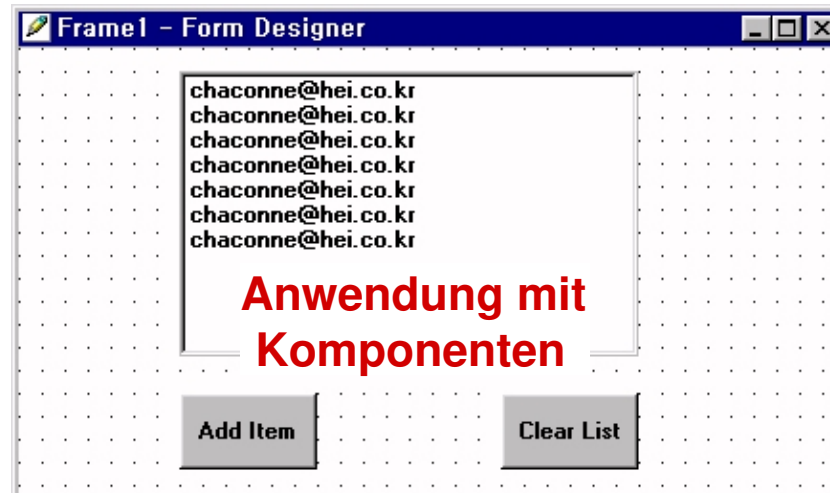 Frame1 – Form Designer
chaconne@hei.co.kr
chaconne@hei.co.kr
chaconne@hei.co.kr
chaconne@hei.co.kr
chaconne@hei.co.kr
chaconne@hei.co.kr
chaconne@hei.co.kr
Anwendung mit
Komponenten
Add Item
Clear List